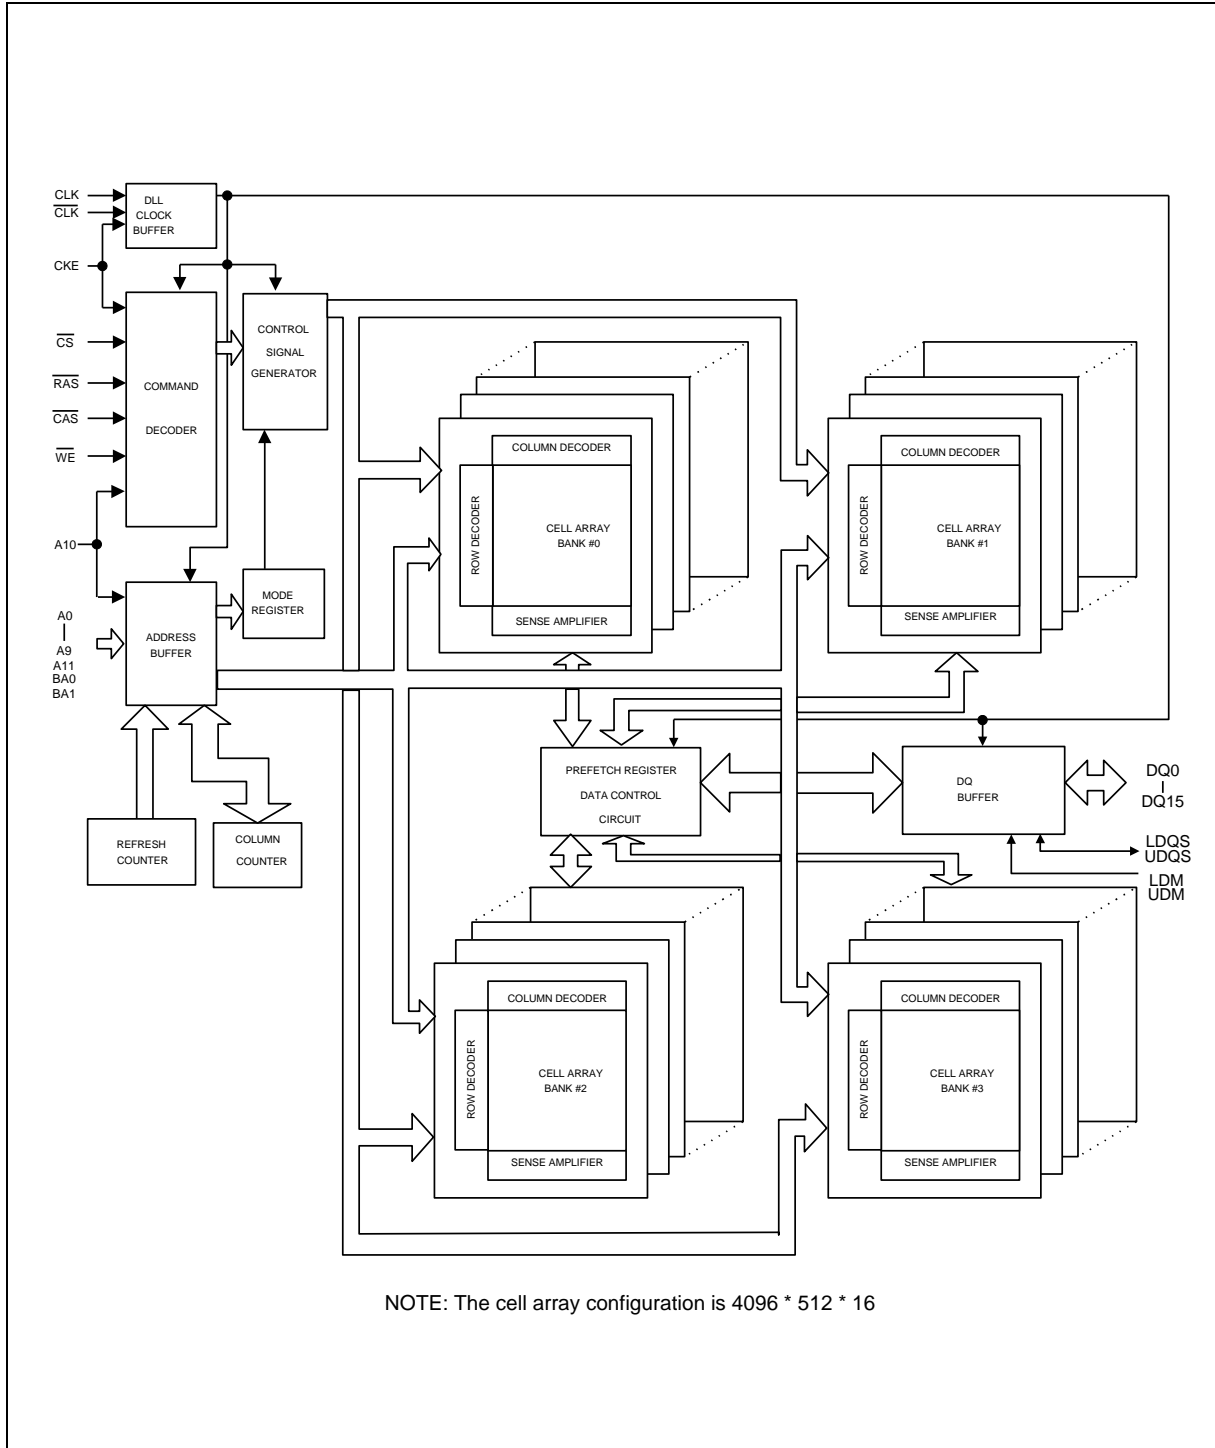 CLK
CLK
CKE
CS
RAS
CAS
WE
A10
A0
A9
A11
BA0
BA1
DLL
CLOCK
BUFFER
COMMAND
DECODER
CONTROL
SIGNAL
GENERATOR
MODE
REGISTER
ADDRESS
BUFFER
REFRESH
COUNTER
COLUMN
COUNTER
COLUMN DECODER
ROW DECODER
CELL ARRAY
BANK #0
SENSE AMPLIFIER
COLUMN DECODER
ROW DECODER
CELL ARRAY
BANK #1
SENSE AMPLIFIER
PREFETCH REGISTER
DATA CONTROL
CIRCUIT
DQ
BUFFER
DQ0
DQ15
LDQS
UDQS
LDM
UDM
COLUMN DECODER
ROW DECODER
CELL ARRAY
BANK #2
SENSE AMPLIFIER
COLUMN DECODER
ROW DECODER
CELL ARRAY
BANK #3
SENSE AMPLIFIER
NOTE: The cell array configuration is 4096 * 512 * 16